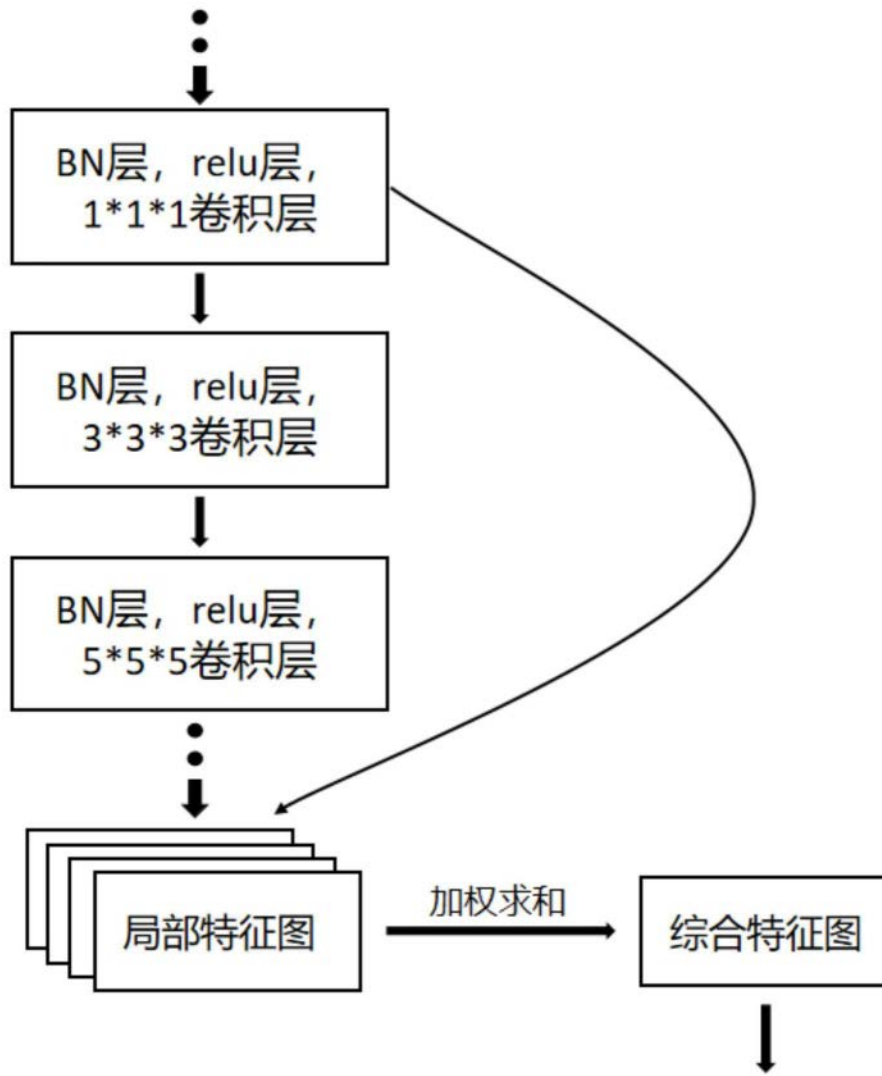 BN层，relu层，
1*1*1卷积层
BN层，relu层，
3*3*3卷积层
BN层，relu层，
5*5*5卷积层
局部特征图
加权求和
综合特征图